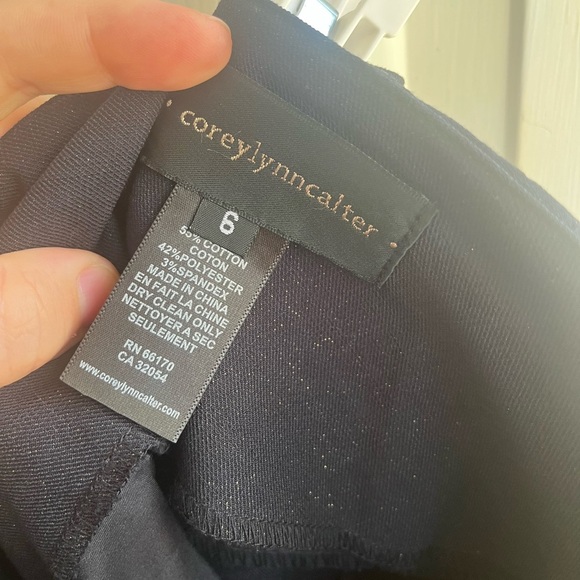 coreylynncalter
6
55% COTTON
COTON
42%POLYESTER
3%SPANDEX
MADE IN CHINA
EN FAIT LA CHINE
DRY CLEAN ONLY
NETTOYER A SEC
SEULEMENT
RN 66170
CA 32054
www.coreylynncalter.com